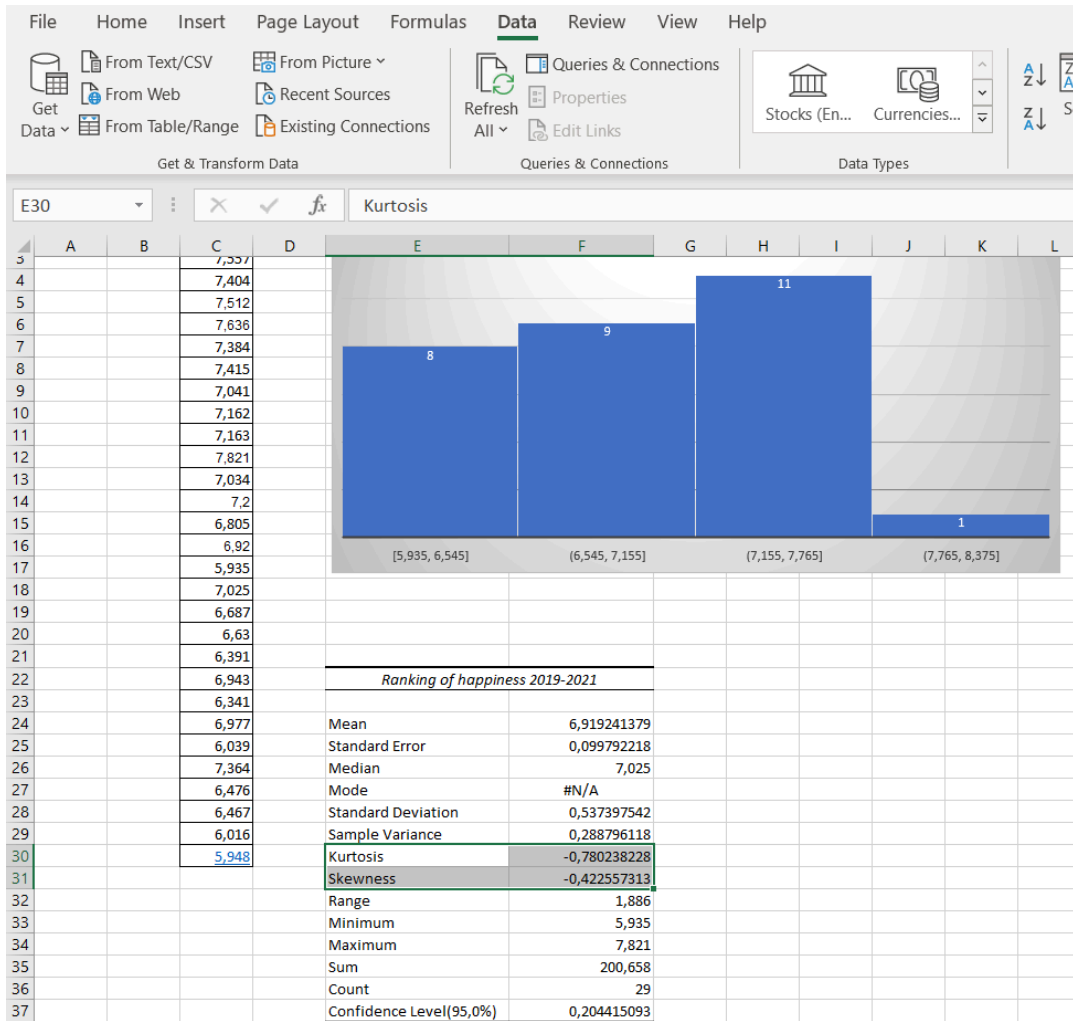 File Home Insert Page Layout Formulas Data Review View Help
From Text/CSV From Picture
From Web Recent Sources
From Table/Range Existing Connections
Get
Data
Queries & Connections
Properties
Edit Links
Refresh
All
Stocks (En... Currencies...
Get & Transform Data Queries & Connections Data Types
E30 fx Kurtosis
A B C D E F G H I J K L
3 7,557
4 7,404
5 7,512
6 7,636
7 7,384
8 7,415
9 7,041
10 7,162
11 7,163
12 7,821
13 7,034
14 7,2
15 6,805
16 6,92
17 5,935
18 7,025
19 6,687
20 6,63
21 6,391
22 6,943
23 6,341
24 6,977
25 6,039
26 7,364
27 6,476
28 6,467
29 6,016
30 5,948
31
32
33
34
35
36
37
8 9 11 1
[5,935, 6,545] (6,545, 7,155] (7,155, 7,765] (7,765, 8,375]
Ranking of happiness 2019-2021
Mean 6,919241379
Standard Error 0,099792218
Median 7,025
Mode #N/A
Standard Deviation 0,537397542
Sample Variance 0,288796118
Kurtosis -0,780238228
Skewness -0,422557313
Range 1,886
Minimum 5,935
Maximum 7,821
Sum 200,658
Count 29
Confidence Level(95,0%) 0,204415093